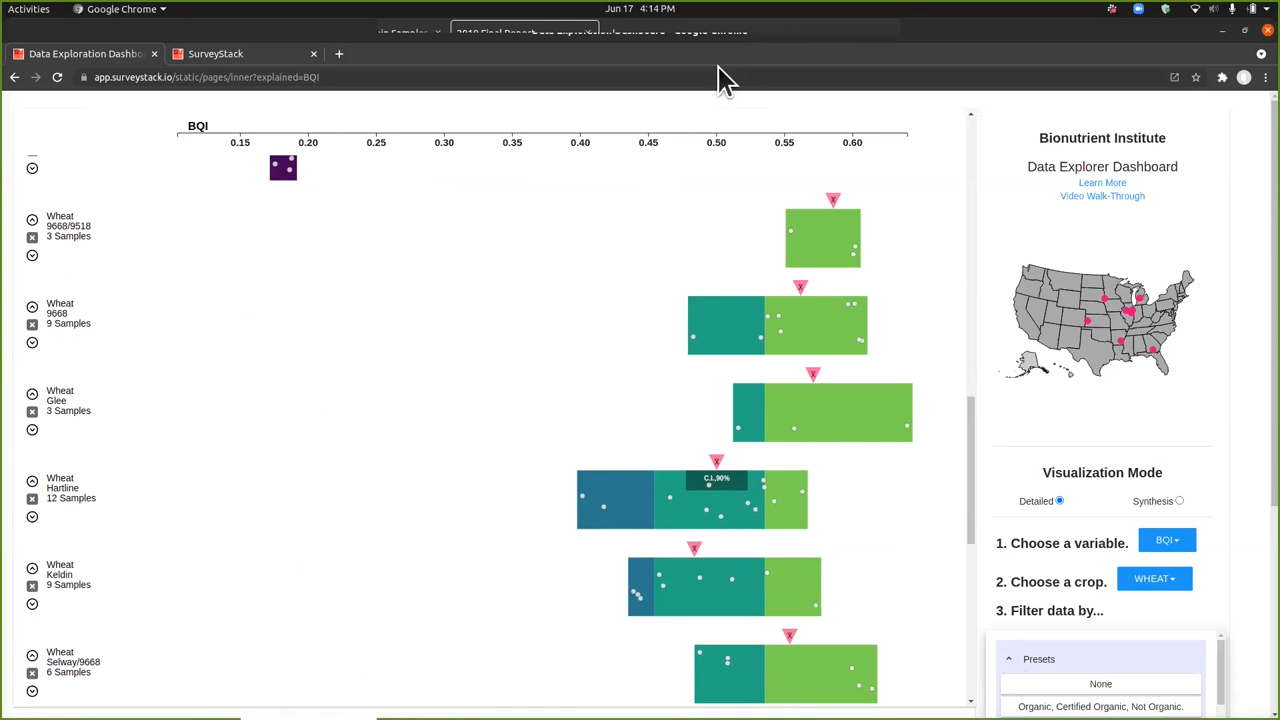 Activities
Google Chrome
Jun 17 4:14 PM
Data Exploration Dashbo
SurveyStack
app.surveystack.io/static/pages/inner?explained=BQI
BQI
0.15 0.20 0.25 0.30 0.35 0.40 0.45 0.50 0.55 0.60
Wheat
9668/9518
3 Samples
X
Wheat
9668
9 Samples
X
Wheat
Glee
3 Samples
X
Wheat
Hartline
12 Samples
X
C.I.,90%
Wheat
Keldin
9 Samples
X
Wheat
Selway/9668
6 Samples
X
Bionutrient Institute
Data Explorer Dashboard
Learn More
Video Walk-Through
Visualization Mode
Detailed Synthesis
1. Choose a variable. BQI
2. Choose a crop. WHEAT
3. Filter data by...
Presets
None
Organic, Certified Organic, Not Organic.